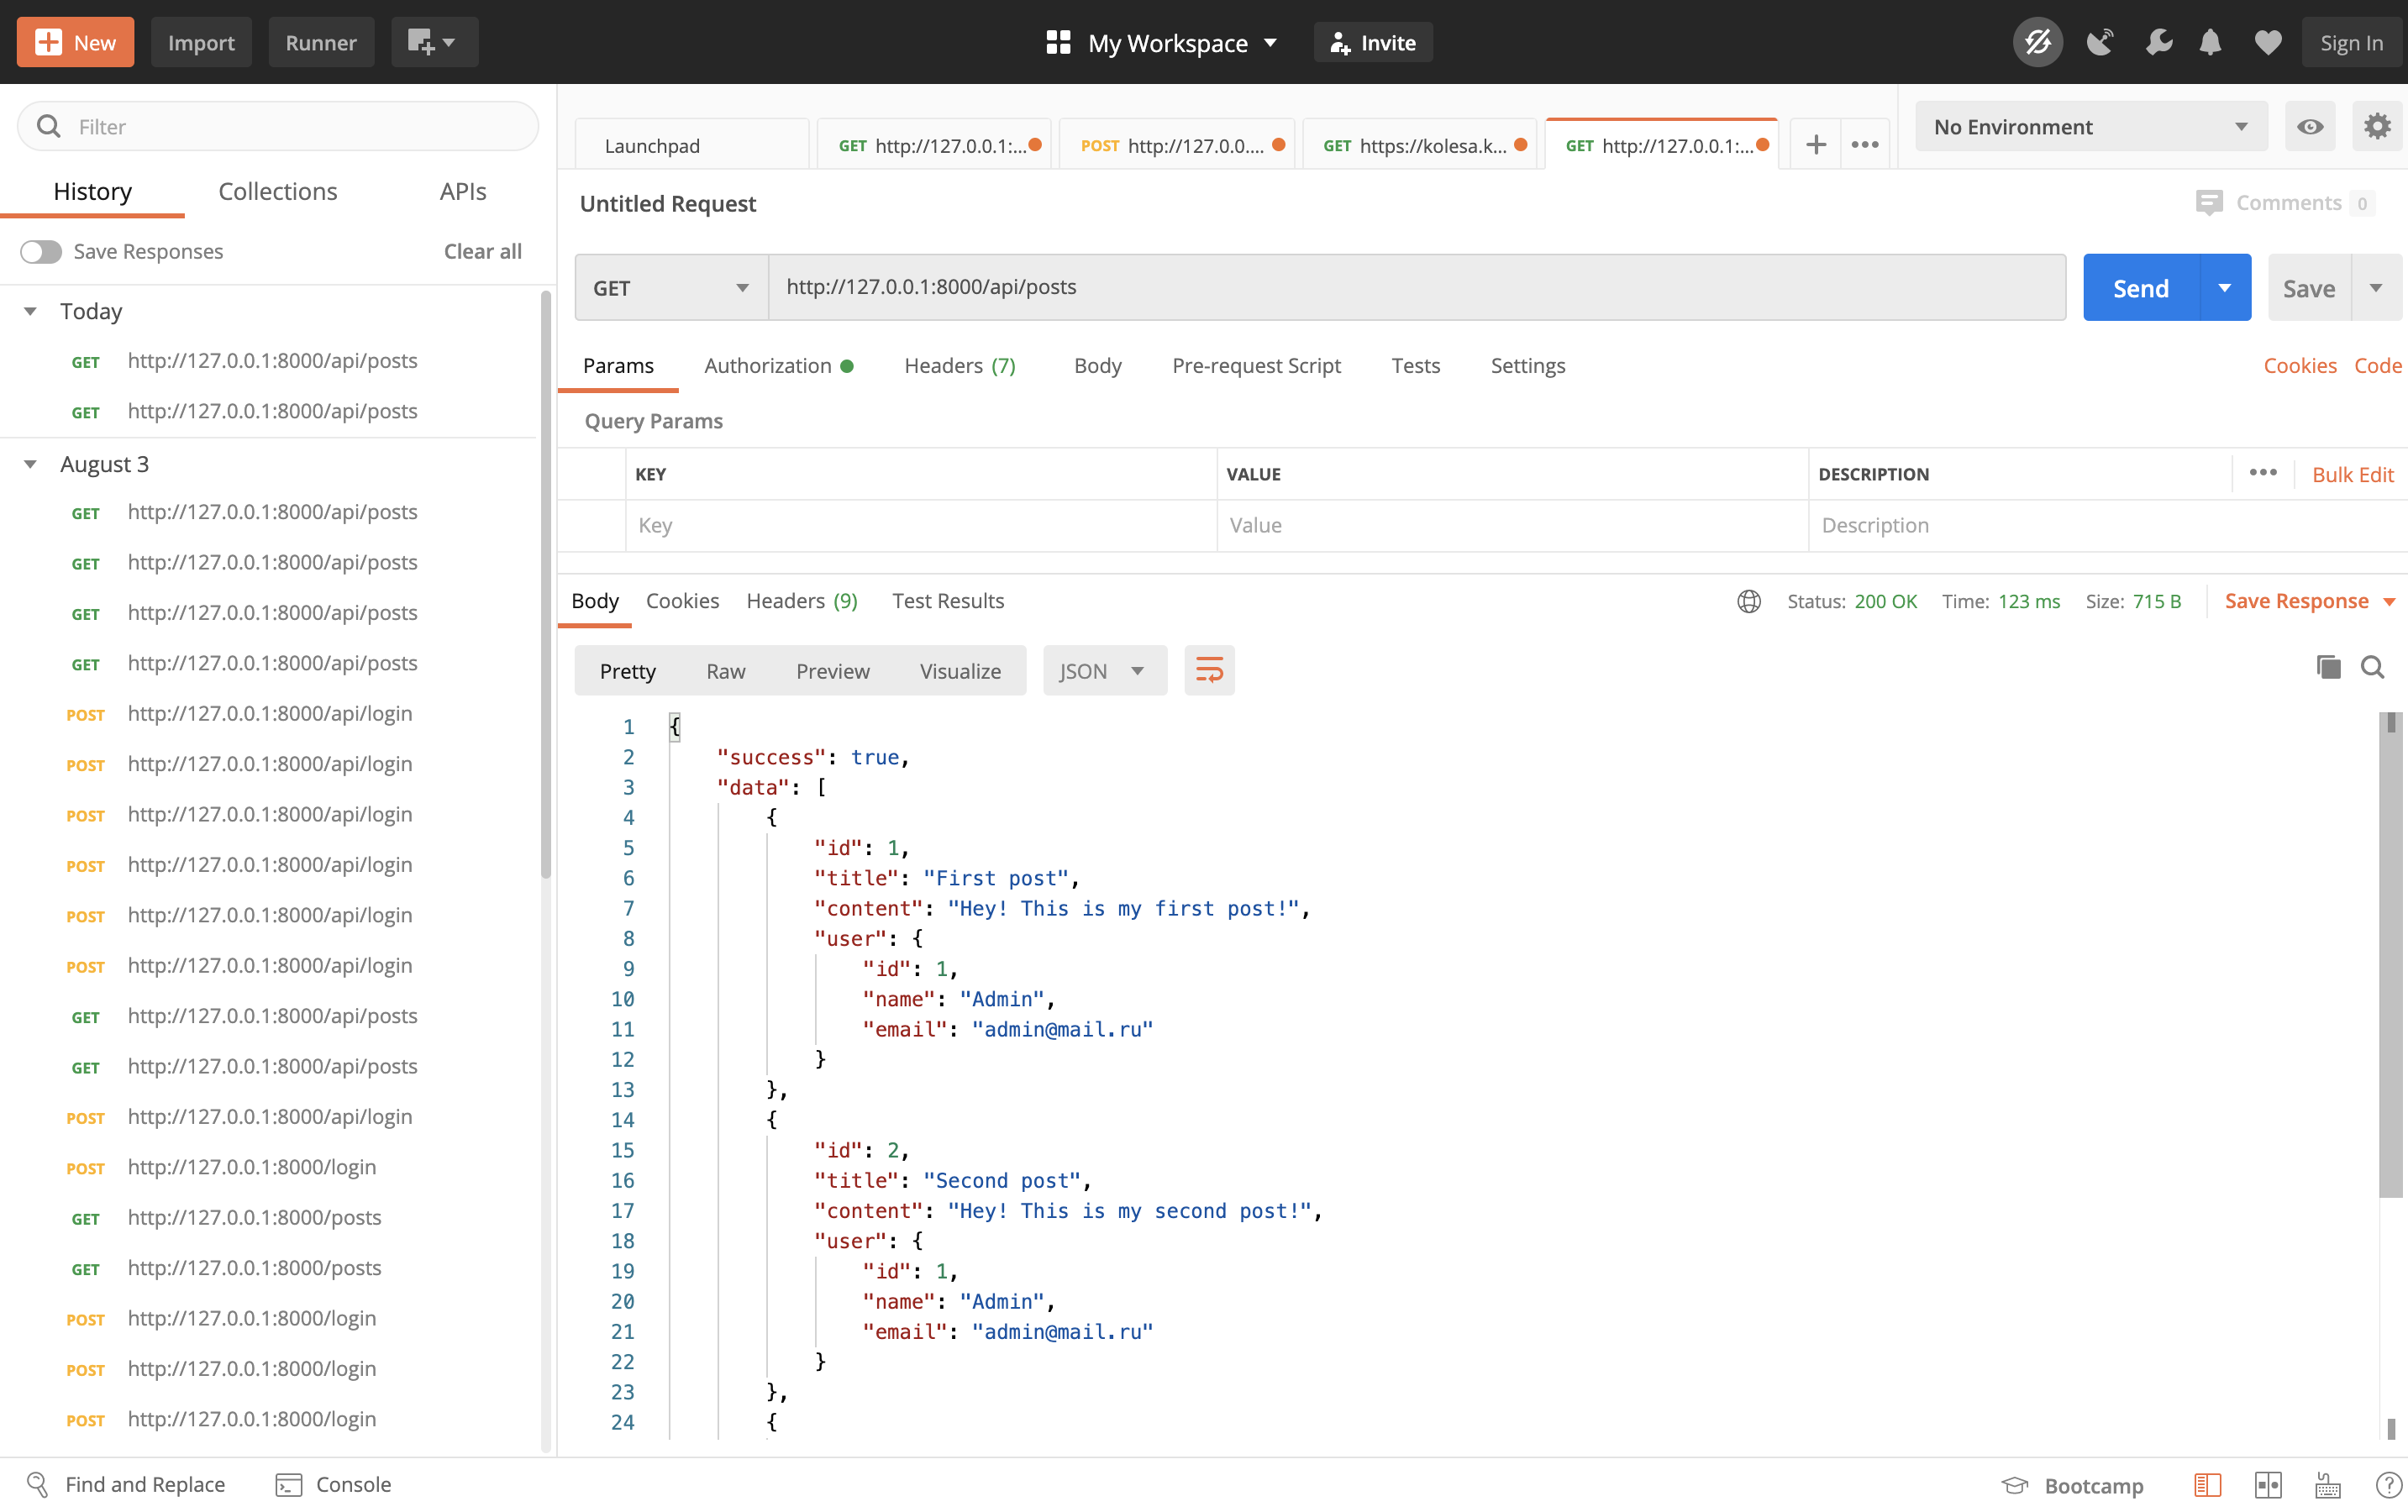 New
Import
Runner
My Workspace
Invite
Sign In
Filter
History
Collections
APIs
Save Responses
Clear all
Today
GET http://127.0.0.1:8000/api/posts
GET http://127.0.0.1:8000/api/posts
August 3
GET http://127.0.0.1:8000/api/posts
GET http://127.0.0.1:8000/api/posts
GET http://127.0.0.1:8000/api/posts
GET http://127.0.0.1:8000/api/posts
POST http://127.0.0.1:8000/api/login
POST http://127.0.0.1:8000/api/login
POST http://127.0.0.1:8000/api/login
POST http://127.0.0.1:8000/api/login
POST http://127.0.0.1:8000/api/login
POST http://127.0.0.1:8000/api/login
GET http://127.0.0.1:8000/api/posts
GET http://127.0.0.1:8000/api/posts
POST http://127.0.0.1:8000/api/login
POST http://127.0.0.1:8000/login
GET http://127.0.0.1:8000/posts
GET http://127.0.0.1:8000/posts
POST http://127.0.0.1:8000/login
POST http://127.0.0.1:8000/login
POST http://127.0.0.1:8000/login
Launchpad
GET http://127.0.0.1:...
POST http://127.0.0....
GET https://kolesa.k...
GET http://127.0.0.1:...
No Environment
Untitled Request
Comments 0
GET
http://127.0.0.1:8000/api/posts
Send
Save
Params
Authorization
Headers (7)
Body
Pre-request Script
Tests
Settings
Cookies
Code
Query Params
KEY
VALUE
DESCRIPTION
Bulk Edit
Key
Value
Description
Body
Cookies
Headers (9)
Test Results
Status: 200 OK
Time: 123 ms
Size: 715 B
Save Response
Pretty
Raw
Preview
Visualize
JSON
1 {
2 "success": true,
3 "data": [
4 {
5 "id": 1,
6 "title": "First post",
7 "content": "Hey! This is my first post!",
8 "user": {
9 "id": 1,
10 "name": "Admin",
11 "email": "admin@mail.ru"
12 }
13 },
14 {
15 "id": 2,
16 "title": "Second post",
17 "content": "Hey! This is my second post!",
18 "user": {
19 "id": 1,
20 "name": "Admin",
21 "email": "admin@mail.ru"
22 }
23 },
24 {
Find and Replace
Console
Bootcamp